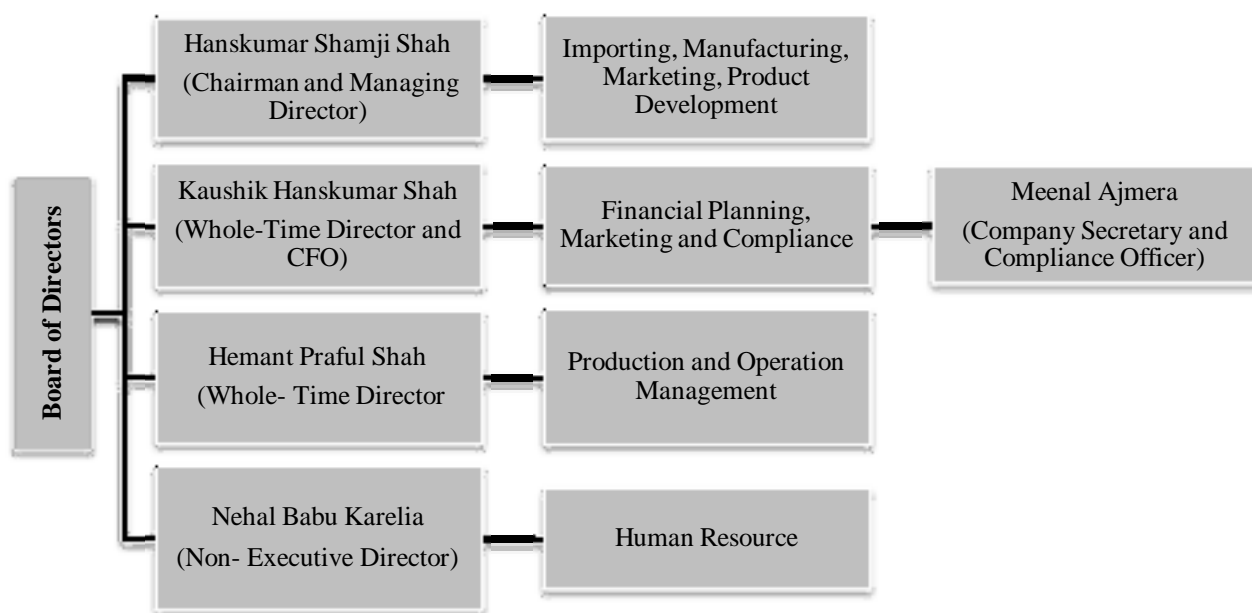 Board of Directors
Hanskumar Shamji Shah
(Chairman and Managing
Director)
Importing, Manufacturing,
Marketing, Product
Development
Kaushik Hanskumar Shah
(Whole-Time Director and
CFO)
Financial Planning,
Marketing and Compliance
Meenal Ajmera
(Company Secretary and
Compliance Officer)
Hemant Praful Shah
(Whole- Time Director
Production and Operation
Management
Nehal Babu Karelia
(Non- Executive Director)
Human Resource